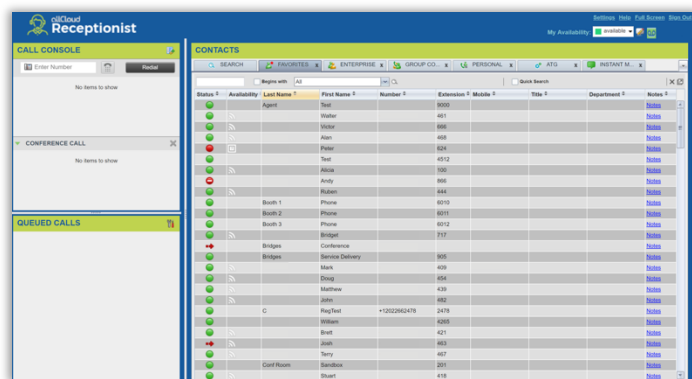 allCloud
Receptionist
Settings Help Full Screen Sign Out
My Availability: available
CALL CONSOLE
Enter Number Redial
No items to show
CONFERENCE CALL
No items to show
QUEUED CALLS
CONTACTS
SEARCH FAVORITES x ENTERPRISE x GROUP CO... x PERSONAL x ATG x INSTANT M... x
Begins with All Quick Search
Status Availability Last Name First Name Number Extension Mobile Title Department Notes
Agent Test 9000 Notes
Walter 461 Notes
Victor 666 Notes
Alan 468 Notes
Peter 624 Notes
Test 4512 Notes
Alicia 100 Notes
Andy 866 Notes
Ruben 444 Notes
Booth 1 Phone 6010 Notes
Booth 2 Phone 6011 Notes
Booth 3 Phone 6012 Notes
Bridget 717 Notes
Bridges Conference Notes
Bridges Service Delivery 905 Notes
Mark 409 Notes
Doug 454 Notes
Matthew 439 Notes
John 482 Notes
C RegTest +12022662478 2478 Notes
William 4265 Notes
Brett 421 Notes
Josh 463 Notes
Terry 467 Notes
Conf Room Sandbox 201 Notes
Stuart 418 Notes